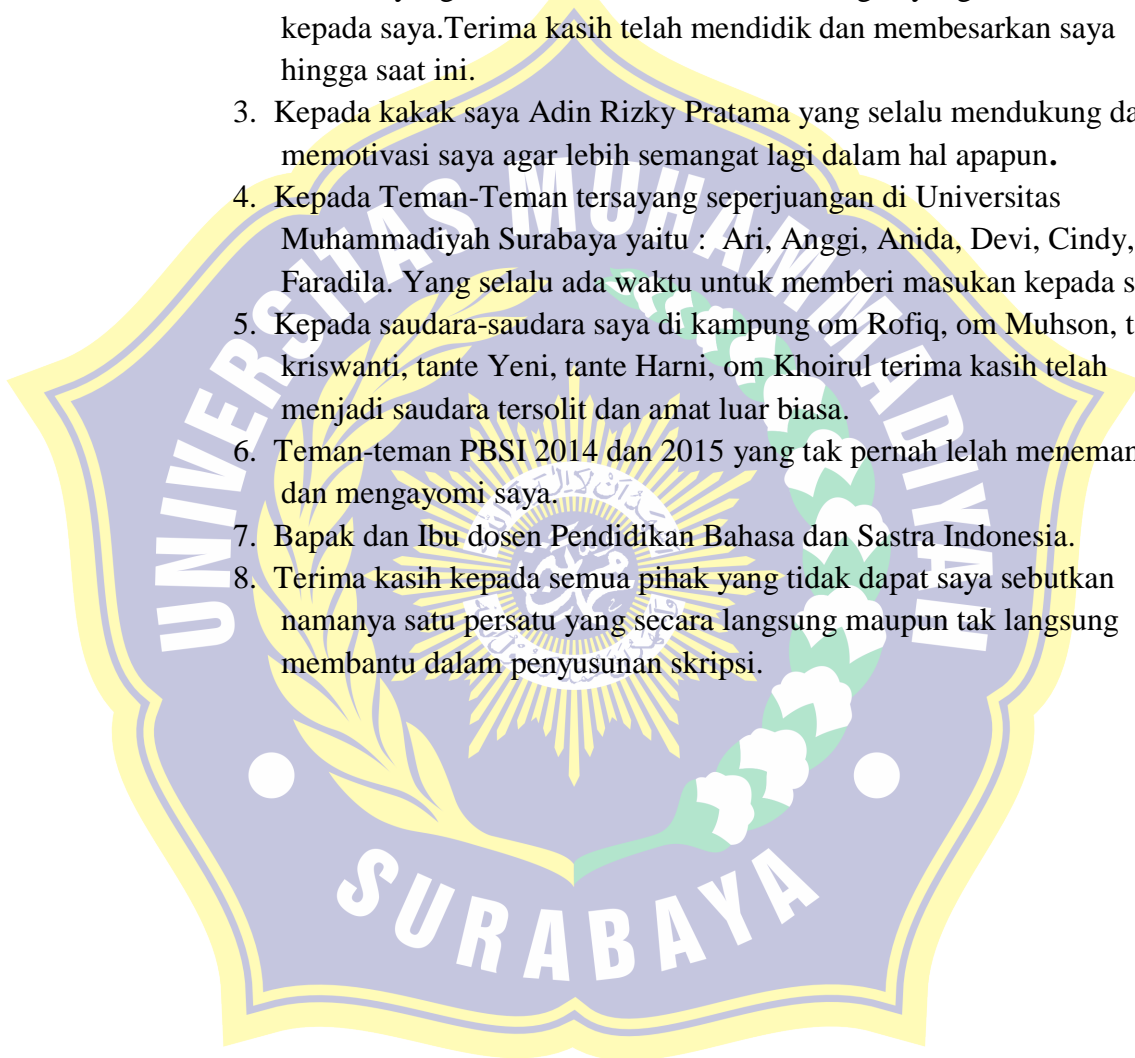 kepada saya.Terima kasih telah mendidik dan membesarkan saya
hingga saat ini.
3. Kepada kakak saya Adin Rizky Pratama yang selalu mendukung da
memotivasi saya agar lebih semangat lagi dalam hal apapun.
4. Kepada Teman-Teman tersayang seperjuangan di Universitas
Muhammadiyah Surabaya yaitu : Ari, Anggi, Anida, Devi, Cindy,
Faradila. Yang selalu ada waktu untuk memberi masukan kepada s
5. Kepada saudara-saudara saya di kampung om Rofiq, om Muhson, t
kriswanti, tante Yeni, tante Harni, om Khoirul terima kasih telah
menjadi saudara tersolit dan amat luar biasa.
6. Teman-teman PBSI 2014 dan 2015 yang tak pernah lelah meneman
dan mengayomi saya.
7. Bapak dan Ibu dosen Pendidikan Bahasa dan Sastra Indonesia.
8. Terima kasih kepada semua pihak yang tidak dapat saya sebutkan
namanya satu persatu yang secara langsung maupun tak langsung
membantu dalam penyusunan skripsi.
UNIVERSITAS MUHAMMADIYAH
SURABAYA